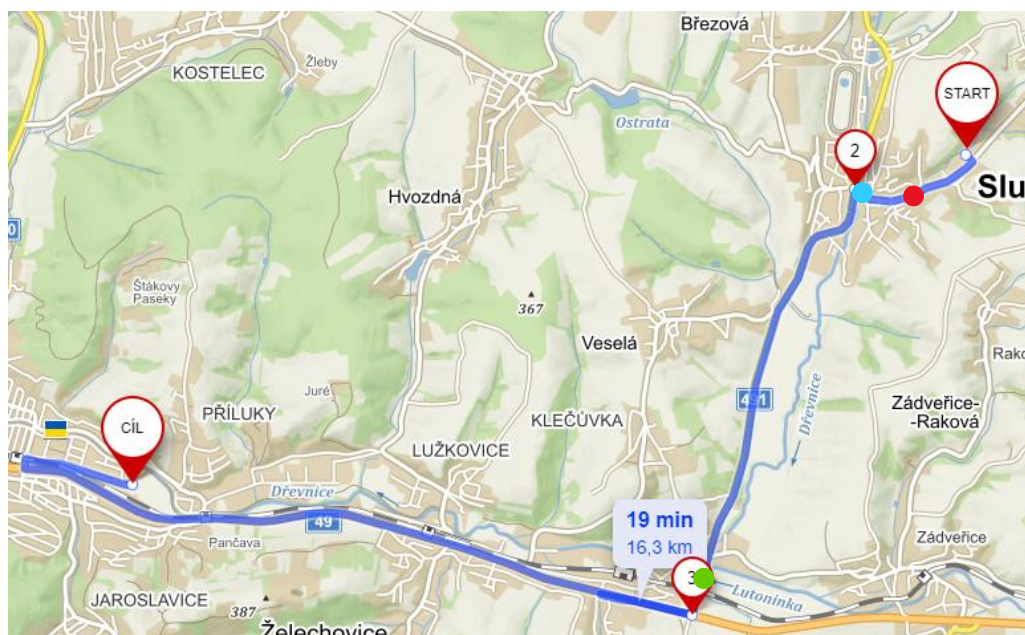 Březová
Žleby
KOSTELEC
START
Ostrata
2
Slu
Hvozdná
Štákovy
Paseky
367
Veselá
491
Dřevnice
Zádveřice-
-Raková
Juré
PŘÍLUKY
KLEČŮVKA
CÍL
LUŽKOVICE
Dřevnice
49
Pančava
19 min
16,3 km
Zádveřice
3
Lutoninka
JAROSLAVICE
387
Želechovice